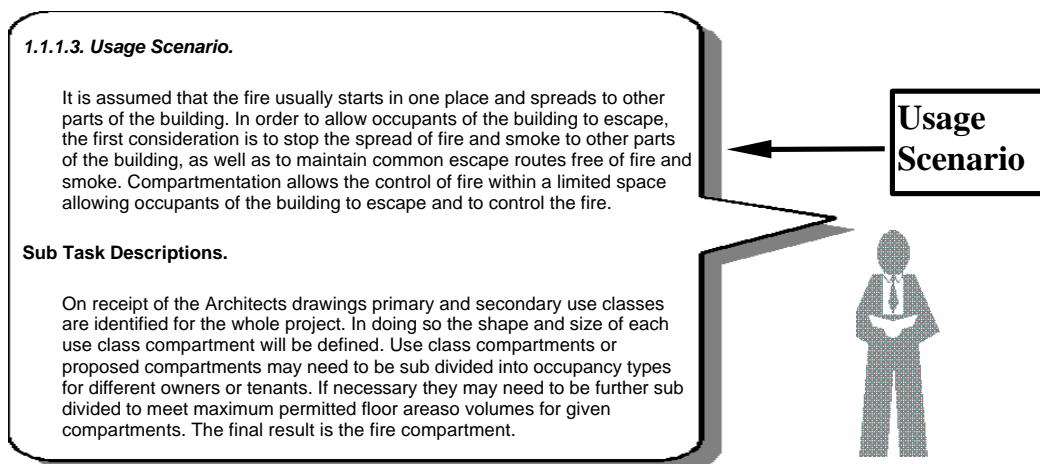 1.1.1.3. Usage Scenario.
It is assumed that the fire usually starts in one place and spreads to other
parts of the building. In order to allow occupants of the building to escape,
the first consideration is to stop the spread of fire and smoke to other parts
of the building, as well as to maintain common escape routes free of fire and
smoke. Compartmentation allows the control of fire within a limited space
allowing occupants of the building to escape and to control the fire.
Sub Task Descriptions.
On receipt of the Architects drawings primary and secondary use classes
are identified for the whole project. In doing so the shape and size of each
use class compartment will be defined. Use class compartments or
proposed compartments may need to be sub divided into occupancy types
for different owners or tenants. If necessary they may need to be further sub
divided to meet maximum permitted floor areaso volumes for given
compartments. The final result is the fire compartment.
Usage
Scenario